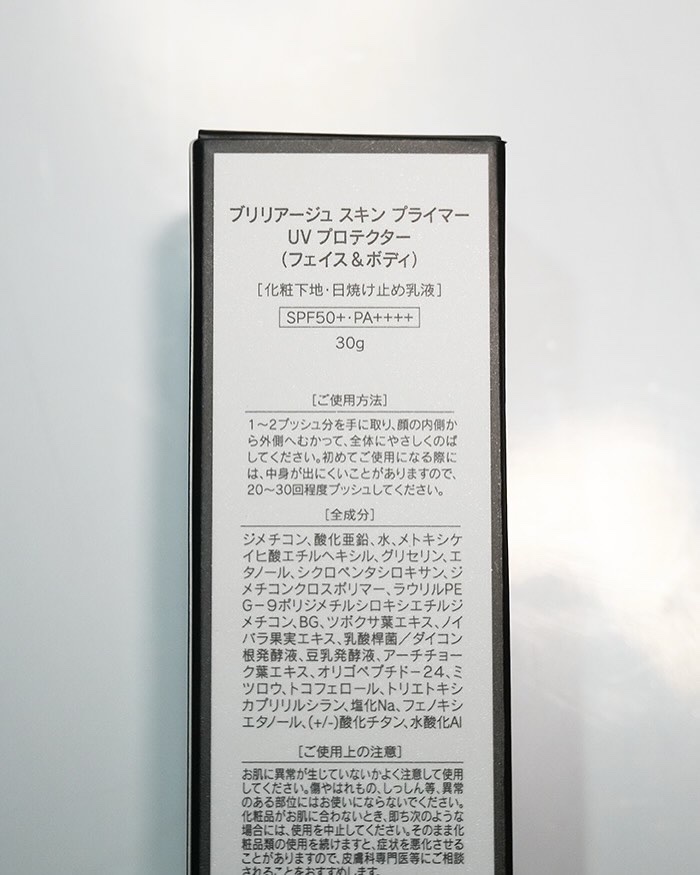 ブリリアージュ スキン プライマー
UV プロテクター
(フェイス&ボディ)
[化粧下地・日焼け止め乳液]
SPF50+・PA++++
30g
[ご使用方法]
1～2プッシュ分を手に取り、顔の内側か
ら外側へむかって、全体にやさしくのば
してください。初めてご使用になる際に
は、中身が出にくいことがありますので、
20～30回程度プッシュしてください。
[全成分]
ジメチコン、酸化亜鉛、水、メトキシケ
イヒ酸エチルヘキシル、グリセリン、エ
タノール、シクロペンタシロキサン、ジ
メチコンクロスポリマー、ラウリルPE
G－9ポリジメチルシロキシエチルジ
メチコン、BG、ツボクサ葉エキス、ノイ
バラ果実エキス、乳酸桿菌／ダイコン
根発酵液、豆乳発酵液、アーチチョー
ク葉エキス、オリゴペプチド－24、ミ
ツロウ、トコフェロール、トリエトキシ
カプリリルシラン、塩化Na、フェノキシ
エタノール、(+/-)酸化チタン、水酸化Al
[ご使用上の注意]
お肌に異常が生じていないかよく注意して使用
してください。傷やはれもの、しっしん等、異常
のある部位にはお使いにならないでください。
化粧品がお肌に合わないとき、即ち次のような
場合には、使用を中止してください。そのまま化
粧品類の使用を続けますと、症状を悪化させる
ことがありますので、皮膚科専門医等にご相談
されることをおすすめします。